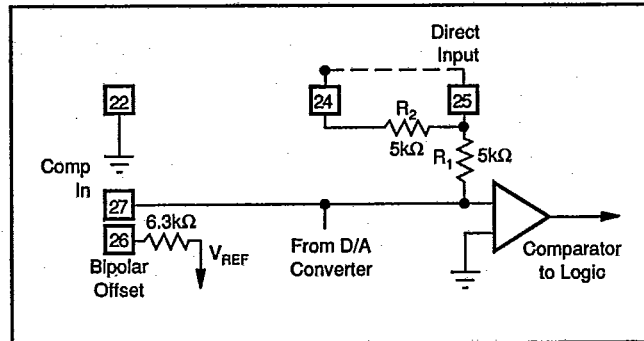 Direct
Input
22
24
25
R2
5kΩ
R1
5kΩ
Comp
In
27
26
6.3kΩ
VREF
Bipolar
Offset
From D/A
Converter
Comparator
to Logic